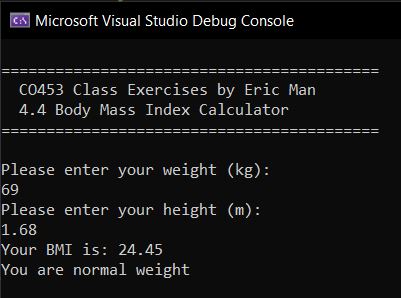 C:\ Microsoft Visual Studio Debug Console
=========================================
CO453 Class Exercises by Eric Man
4.4 Body Mass Index Calculator
=========================================
Please enter your weight (kg):
69
Please enter your height (m):
1.68
Your BMI is: 24.45
You are normal weight